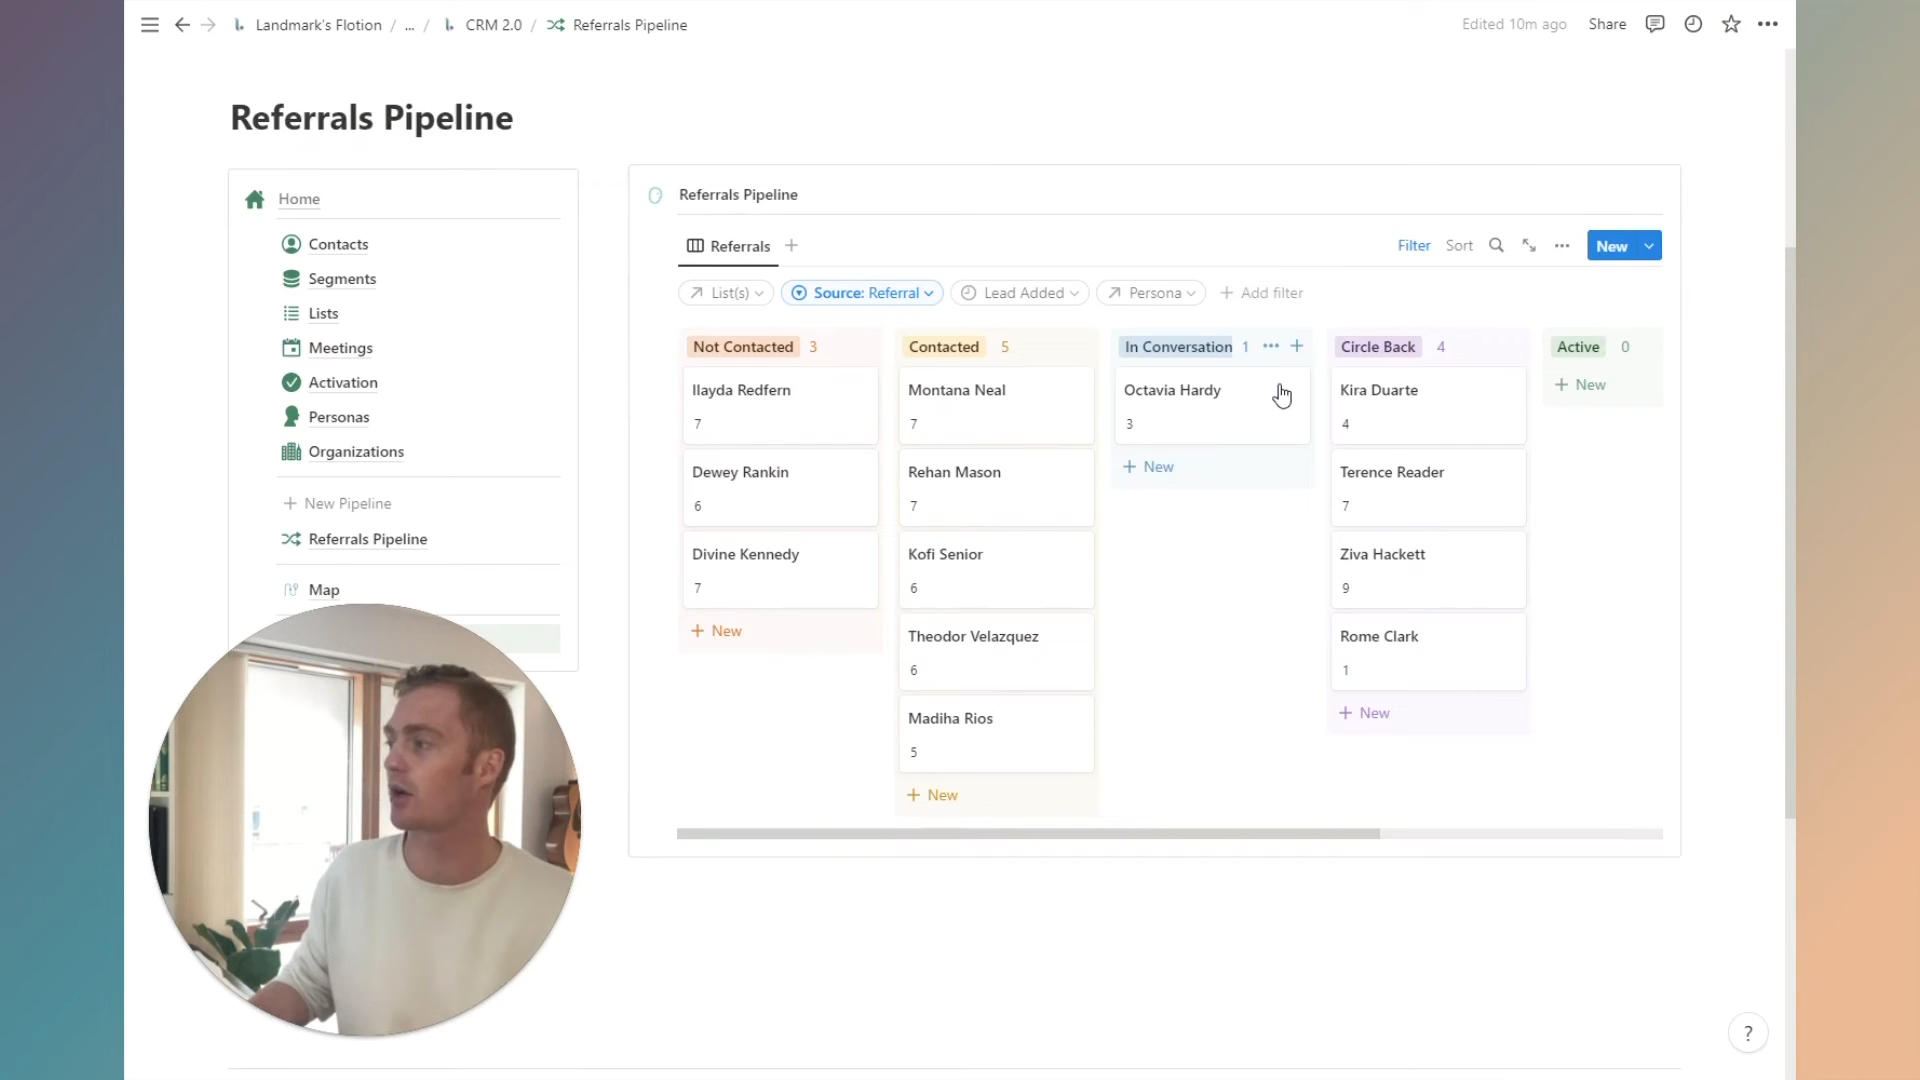 Landmark's Flotion / ... / CRM 2.0 / Referrals Pipeline
Edited 10m ago Share
Referrals Pipeline
Home
Contacts
Segments
Lists
Meetings
Activation
Personas
Organizations
+ New Pipeline
Referrals Pipeline
Map
Referrals Pipeline
Referrals +
Filter Sort ... New
List(s) Source: Referral Lead Added Persona + Add filter
Not Contacted 3
Ilayda Redfern
7
Dewey Rankin
6
Divine Kennedy
7
+ New
Contacted 5
Montana Neal
7
Rehan Mason
7
Kofi Senior
6
Theodor Velazquez
6
Madiha Rios
5
+ New
In Conversation 1 ... +
Octavia Hardy
3
+ New
Circle Back 4
Kira Duarte
4
Terence Reader
7
Ziva Hackett
9
Rome Clark
1
+ New
Active 0
+ New
?